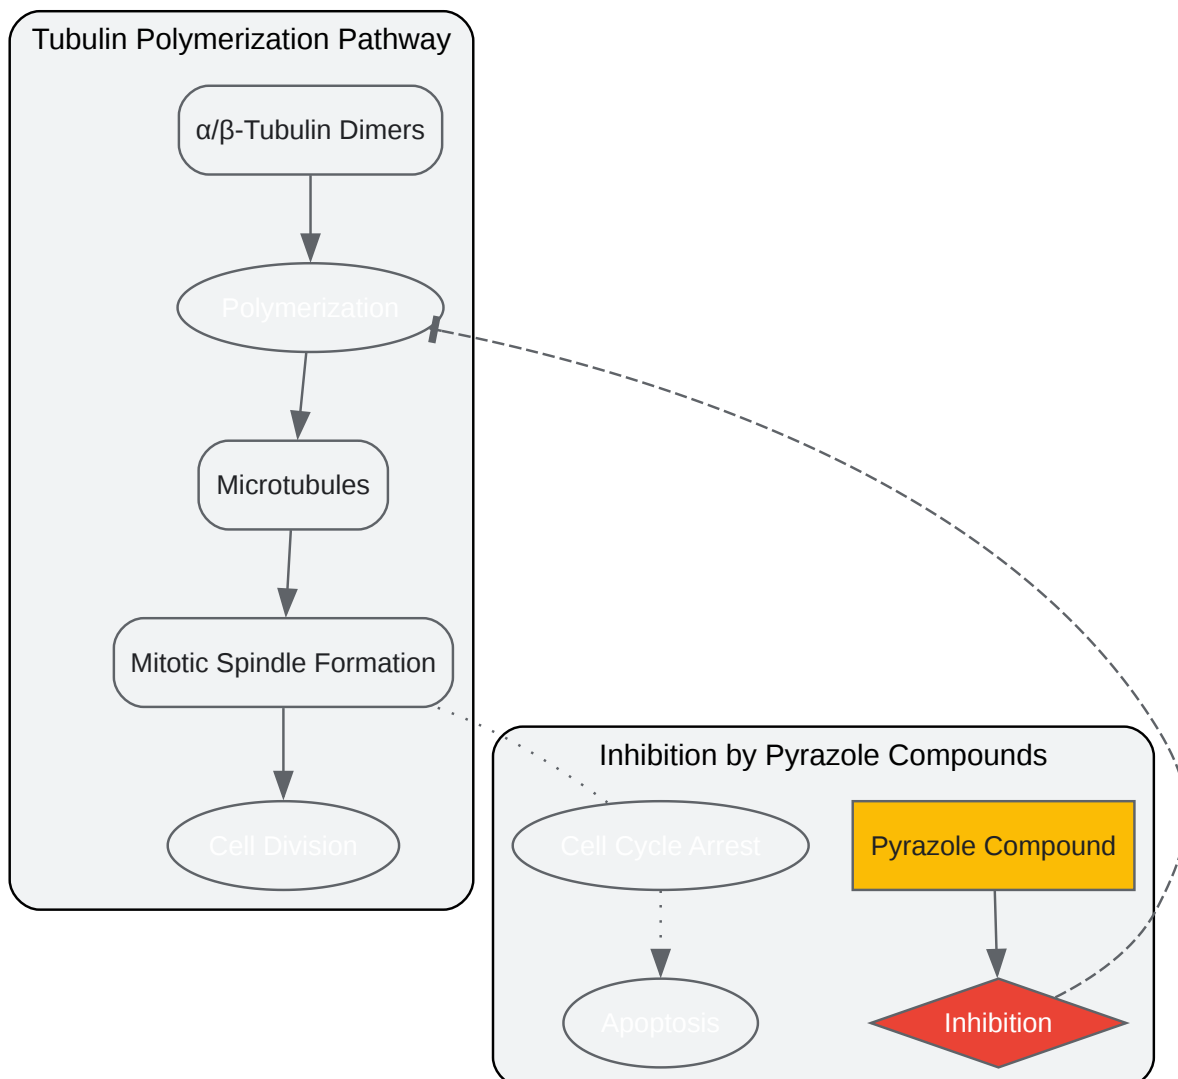 Tubulin Polymerization Pathway
α/β-Tubulin Dimers
Polymerization
Microtubules
Mitotic Spindle Formation
Cell Division
Inhibition by Pyrazole Compounds
Cell Cycle Arrest
Pyrazole Compound
Apoptosis
Inhibition